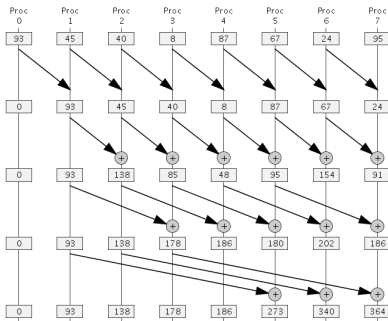 Proc Proc Proc Proc Proc Proc Proc Proc
0 1 2 3 4 5 6 7
93 45 40 8 87 67 24 95
0 93 45 40 8 87 67 24
+ + + + + +
0 93 138 85 48 95 154 91
+ + + + +
0 93 138 178 186 180 202 186
+ + +
0 93 138 178 186 273 340 364